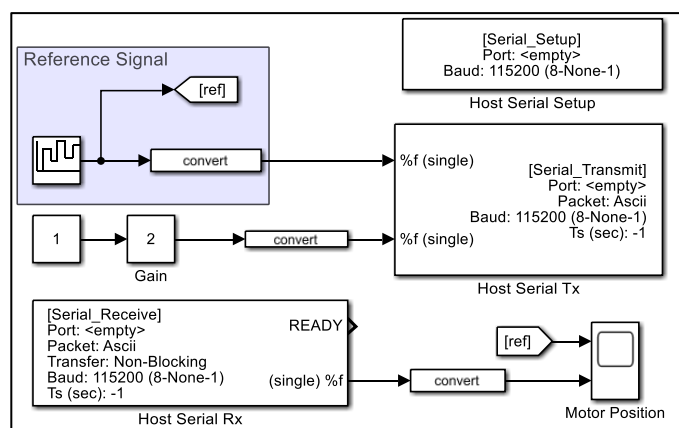 [Serial_Setup]
Port: <empty>
Baud: 115200 (8-None-1)
Host Serial Setup
Reference Signal
[ref]
convert
%f (single)
[Serial_Transmit]
Port: <empty>
Packet: Ascii
Baud: 115200 (8-None-1)
Ts (sec): -1
%f (single)
Host Serial Tx
1
2
Gain
convert
[Serial_Receive]
Port: <empty>
Packet: Ascii
Transfer: Non-Blocking
Baud: 115200 (8-None-1)
Ts (sec): -1
READY
(single) %f
Host Serial Rx
convert
[ref]
Motor Position